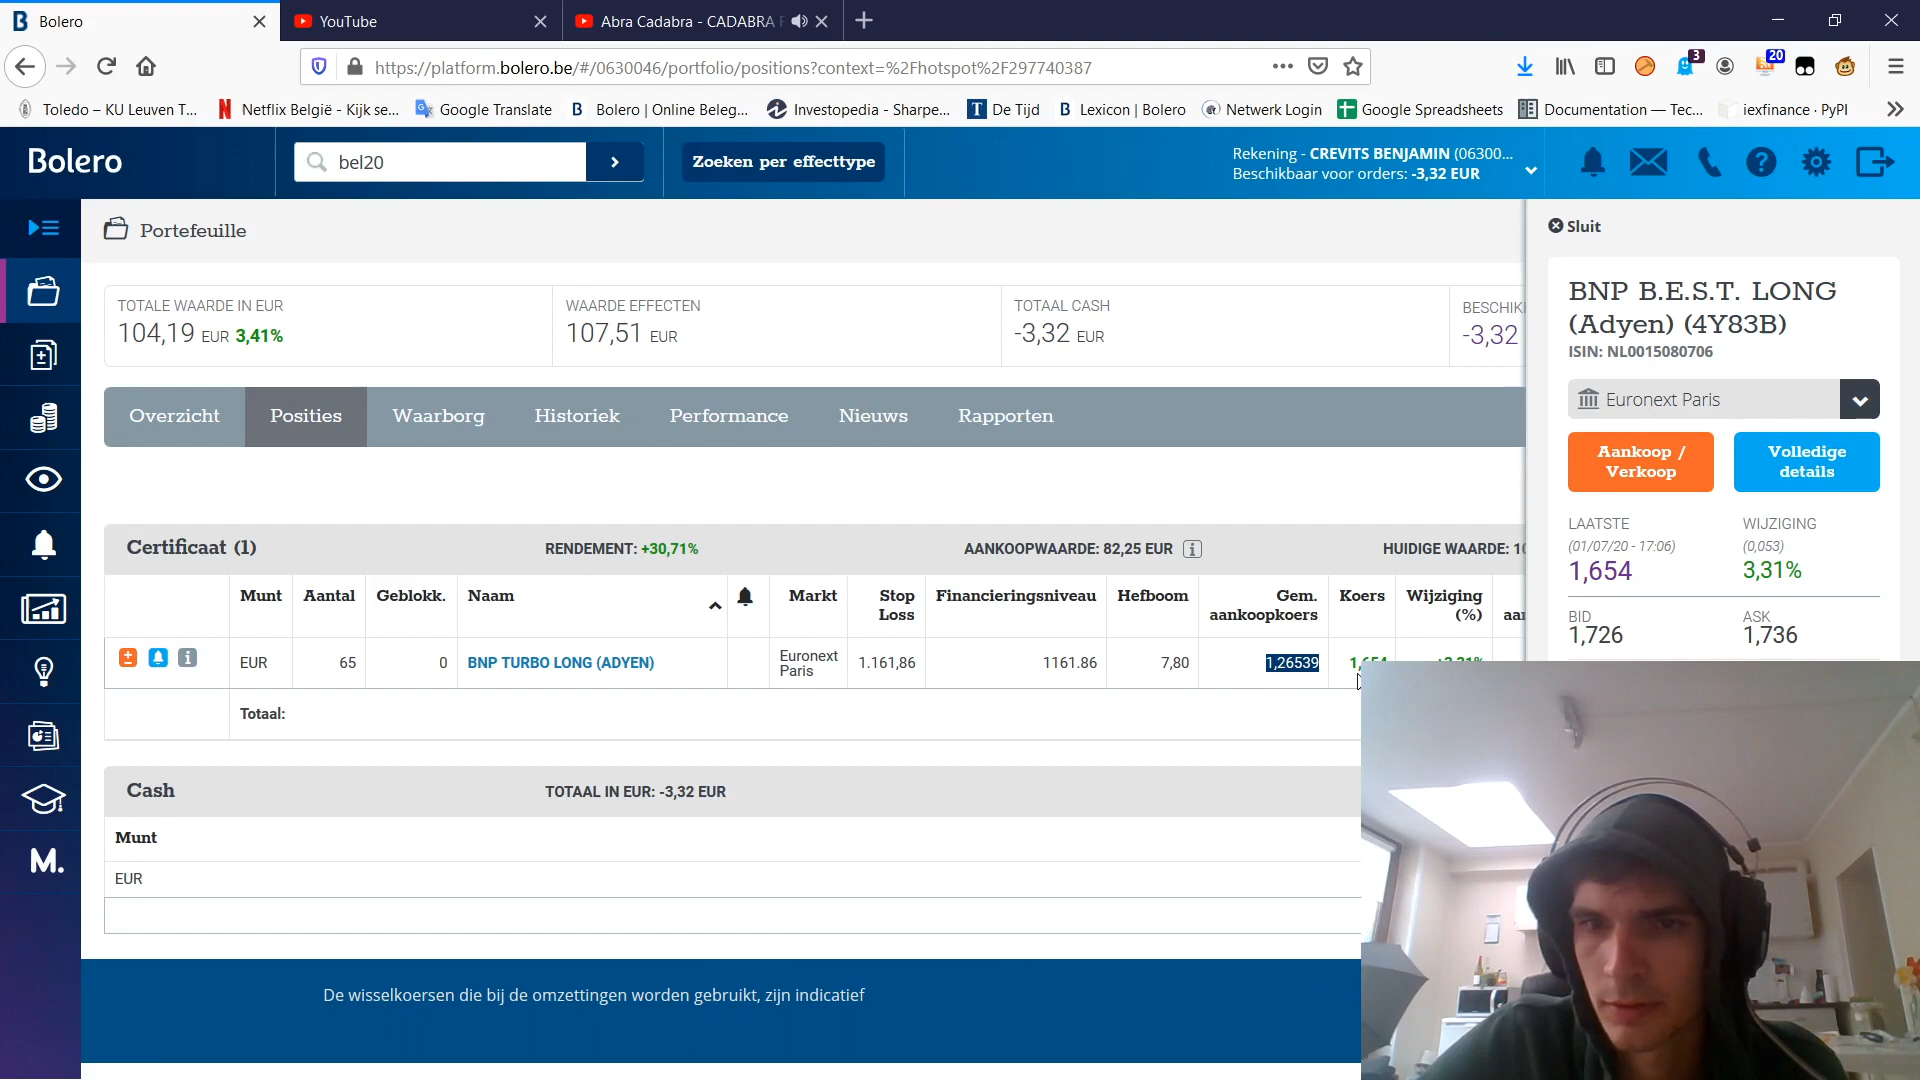 Bolero
YouTube
Abra Cadabra - CADABRA F
https://platform.bolero.be/#/0630046/portfolio/positions?context=%2Fhotspot%2F297740387
3
20
Toledo – KU Leuven T...
Netflix België - Kijk se...
Google Translate
Bolero | Online Beleg...
Investopedia - Sharpe...
De Tijd
Lexicon | Bolero
Netwerk Login
Google Spreadsheets
Documentation — Tec...
iexfinance · PyPI
Bolero
bel20
Zoeken per effecttype
Rekening - CREVITS BENJAMIN (06300...
Beschikbaar voor orders: -3,32 EUR
Portefeuille
Sluit
TOTALE WAARDE IN EUR
104,19 EUR 3,41%
WAARDE EFFECTEN
107,51 EUR
TOTAAL CASH
-3,32 EUR
BESCHIK
-3,32
BNP B.E.S.T. LONG
(Adyen) (4Y83B)
ISIN: NL0015080706
Euronext Paris
Aankoop /
Verkoop
Volledige
details
LAATSTE
(01/07/20 - 17:06)
1,654
WIJZIGING
(0,053)
3,31%
BID
1,726
ASK
1,736
Overzicht
Posities
Waarborg
Historiek
Performance
Nieuws
Rapporten
Certificaat (1)
RENDEMENT: +30,71%
AANKOOPWAARDE: 82,25 EUR
HUIDIGE WAARDE: 1
Munt
Aantal
Geblokk.
Naam
Markt
Stop
Loss
Financieringsniveau
Hefboom
Gem.
aankoopkoers
Koers
Wijziging
(%)
aar
EUR
65
0
BNP TURBO LONG (ADYEN)
Euronext
Paris
1.161,86
1161.86
7,80
1,26539
Totaal:
Cash
TOTAAL IN EUR: -3,32 EUR
Munt
EUR
M.
De wisselkoersen die bij de omzettingen worden gebruikt, zijn indicatief